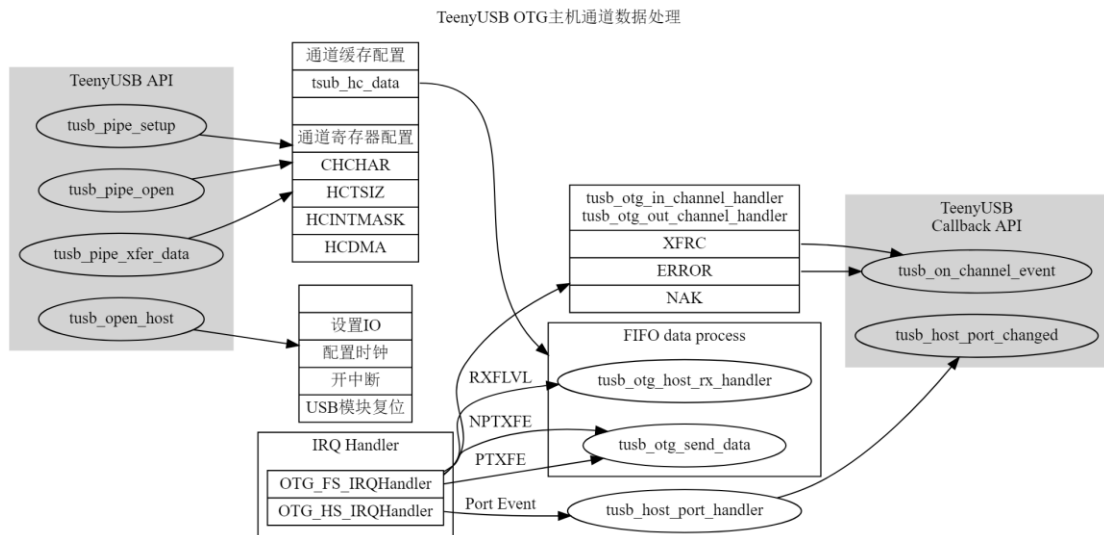 TeenyUSB OTG主机通道数据处理
TeenyUSB API
tusb_pipe_setup
tusb_pipe_open
tusb_pipe_xfer_data
tusb_open_host
通道缓存配置
tsub_hc_data
通道寄存器配置
CHCHAR
HCTSIZ
HCINTMASK
HCDMA
设置IO
配置时钟
开中断
USB模块复位
IRQ Handler
OTG_FS_IRQHandler
OTG_HS_IRQHandler
RXFLVL
NPTXFE
PTXFE
Port Event
tusb_otg_in_channel_handler
tusb_otg_out_channel_handler
XFRC
ERROR
NAK
FIFO data process
tusb_otg_host_rx_handler
tusb_otg_send_data
tusb_host_port_handler
TeenyUSB
Callback API
tusb_on_channel_event
tusb_host_port_changed